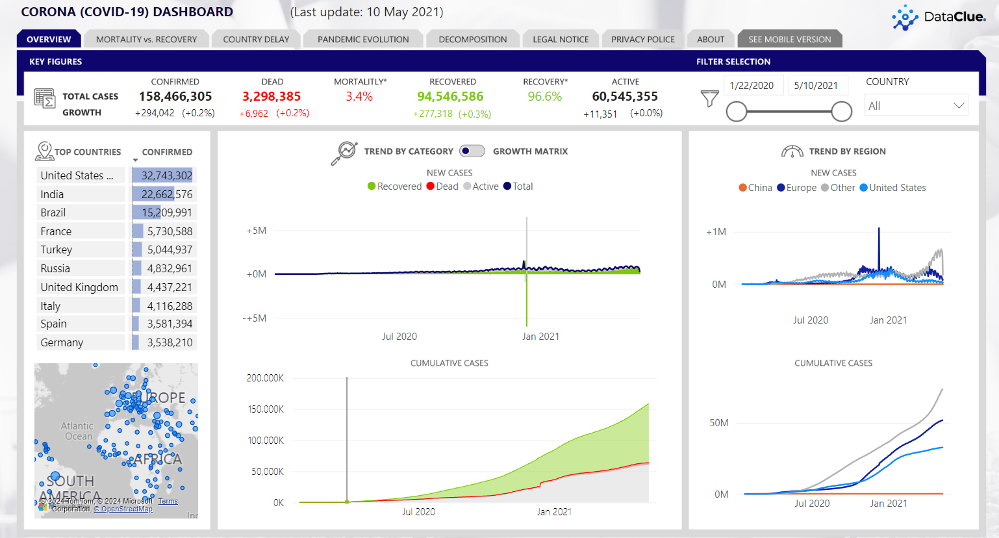 CORONA (COVID-19) DASHBOARD
(Last update: 10 May 2021)
DataClue.
OVERVIEW
MORTALITY vs. RECOVERY
COUNTRY DELAY
PANDEMIC EVOLUTION
DECOMPOSITION
LEGAL NOTICE
PRIVACY POLICE
ABOUT
SEE MOBILE VERSION
KEY FIGURES
FILTER SELECTION
CONFIRMED
DEAD
MORTALITLY*
RECOVERED
RECOVERY*
ACTIVE
TOTAL CASES
158,466,305
3,298,385
3.4%
94,546,586
96.6%
60,545,355
GROWTH
+294,042 (+0.2%)
+6,962 (+0.2%)
+277,318 (+0.3%)
+11,351 (+0.0%)
1/22/2020
5/10/2021
COUNTRY
All
TOP COUNTRIES
CONFIRMED
United States ... 32,743,302
India 22,662,576
Brazil 15,209,991
France 5,730,588
Turkey 5,044,937
Russia 4,832,961
United Kingdom 4,437,221
Italy 4,116,288
Spain 3,581,394
Germany 3,538,210
EUROPE
Atlantic
Ocean
AFRICA
SOUTH
AMERICA
© 2024 TomTom, © 2024 Microsoft
Corporation, © OpenStreetMap
Terms
TREND BY CATEGORY
GROWTH MATRIX
NEW CASES
Recovered Dead Active Total
+5M
+0M
-+5M
Jul 2020
Jan 2021
CUMULATIVE CASES
200,000K
150,000K
100,000K
50,000K
0K
Jul 2020
Jan 2021
TREND BY REGION
NEW CASES
China Europe Other United States
+1M
0M
Jul 2020
Jan 2021
CUMULATIVE CASES
50M
0M
Jul 2020
Jan 2021